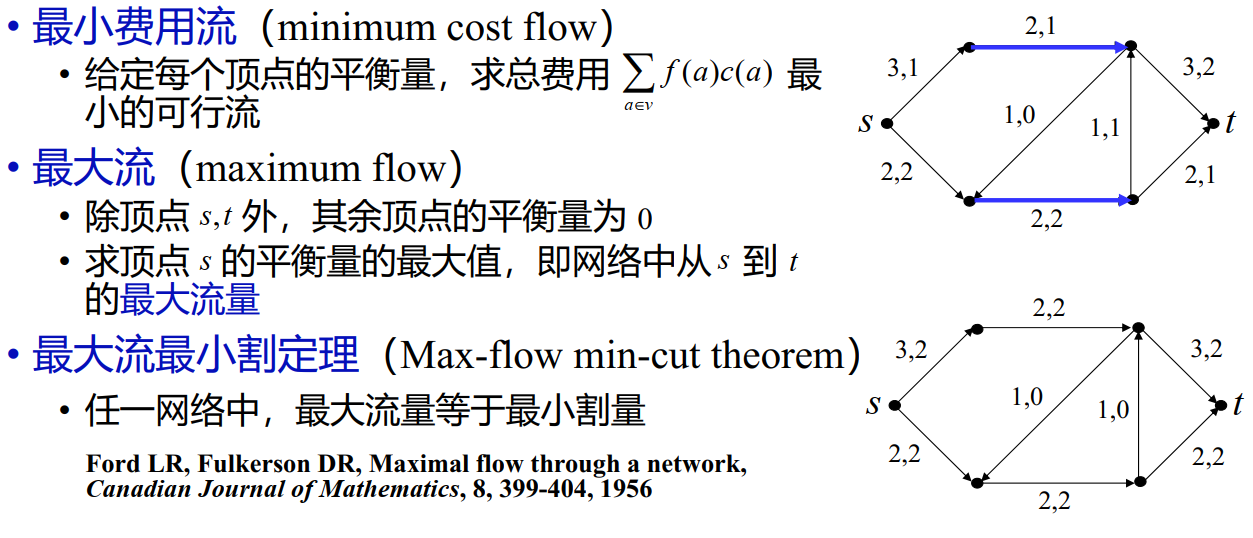 • 最小费用流（minimum cost flow）
• 给定每个顶点的平衡量，求总费用 ∑ f(a)c(a) 最
a∈v
小的可行流
• 最大流（maximum flow）
• 除顶点 s,t 外，其余顶点的平衡量为 0
• 求顶点 s 的平衡量的最大值，即网络中从 s 到 t
的最大流量
• 最大流最小割定理（Max-flow min-cut theorem）
• 任一网络中，最大流量等于最小割量
Ford LR, Fulkerson DR, Maximal flow through a network,
Canadian Journal of Mathematics, 8, 399-404, 1956
2,1
3,1
3,2
1,0
1,1
s
t
2,2
2,1
2,2
2,2
3,2
3,2
1,0
1,0
s
t
2,2
2,2
2,2